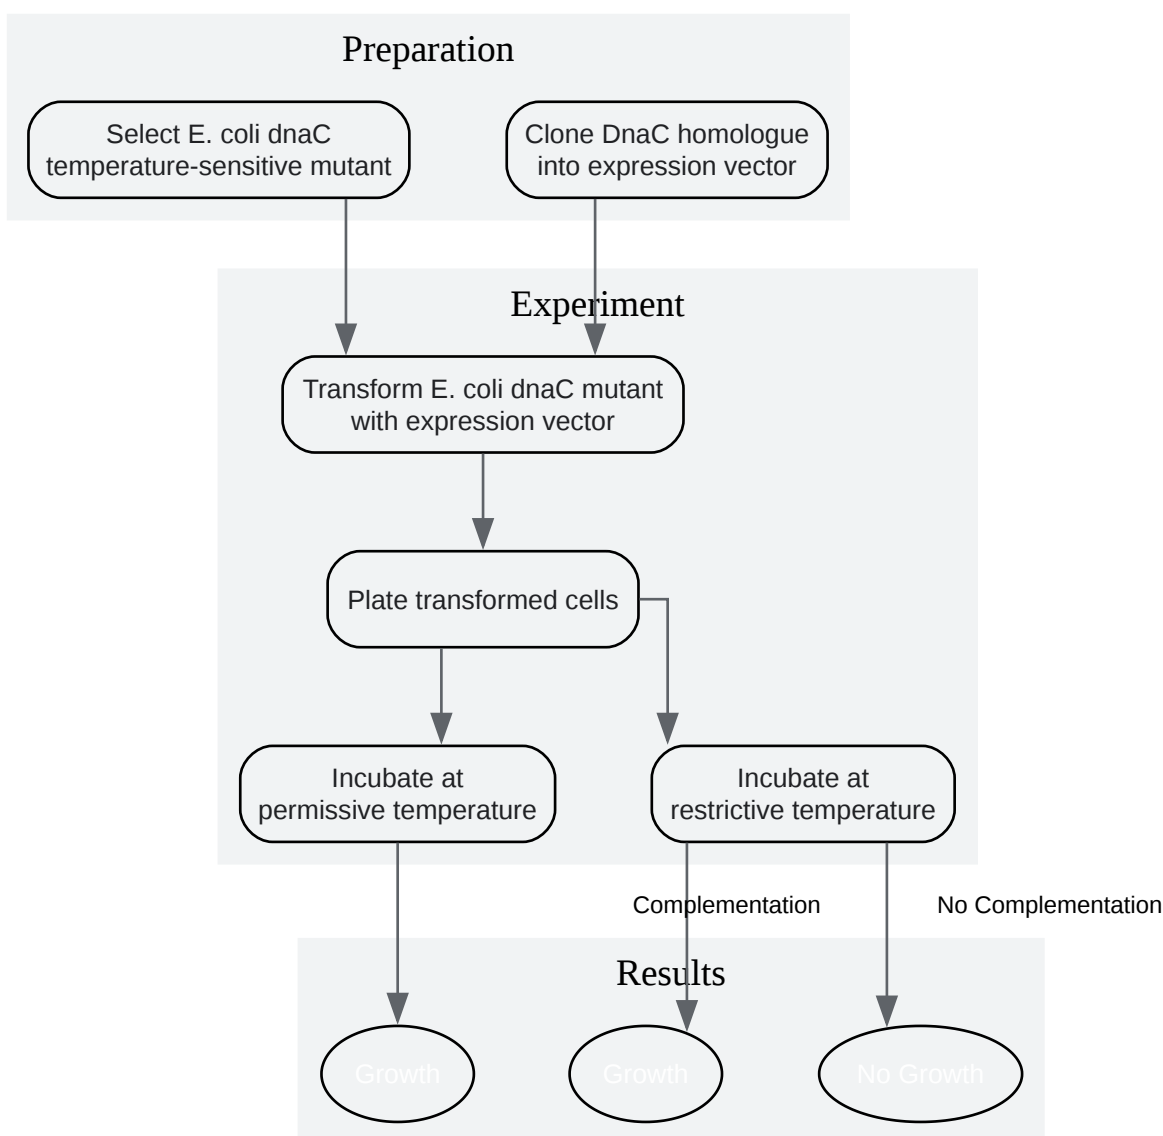 Preparation
Select E. coli dnaC
temperature-sensitive mutant
Clone DnaC homologue
into expression vector
Experiment
Transform E. coli dnaC mutant
with expression vector
Plate transformed cells
Incubate at
permissive temperature
Incubate at
restrictive temperature
Complementation
No Complementation
Results
Growth
Growth
No Growth